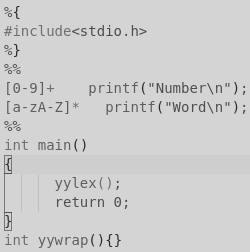 %{
#include<stdio.h>
%}
%%
[0-9]+    printf("Number\n");
[a-zA-Z]*   printf("Word\n");
%%
int main()
{
      yylex();
      return 0;
}
int yywrap(){}